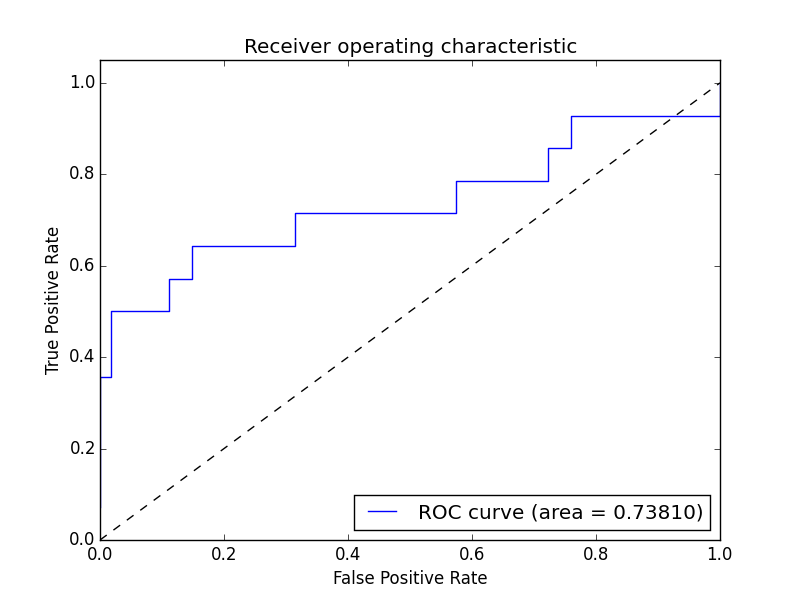 Receiver operating characteristic
True Positive Rate
1.0
0.8
0.6
0.4
0.2
0.0
ROC curve (area = 0.73810)
0.0 0.2 0.4 0.6 0.8 1.0
False Positive Rate